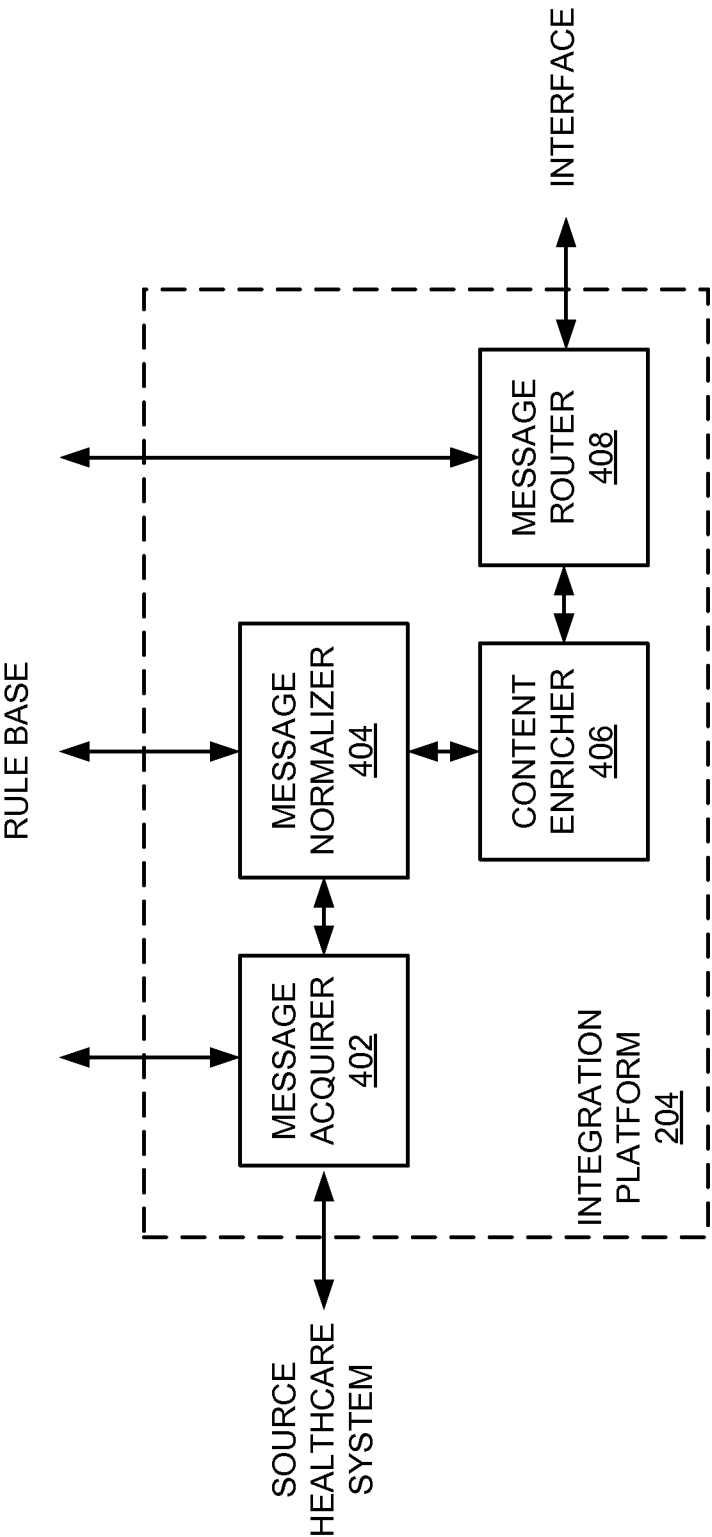 RULE BASE
SOURCE
HEALTHCARE
SYSTEM
MESSAGE
ACQUIRER
402
MESSAGE
NORMALIZER
404
CONTENT
ENRICHER
406
MESSAGE
ROUTER
408
INTERFACE
INTEGRATION
PLATFORM
204